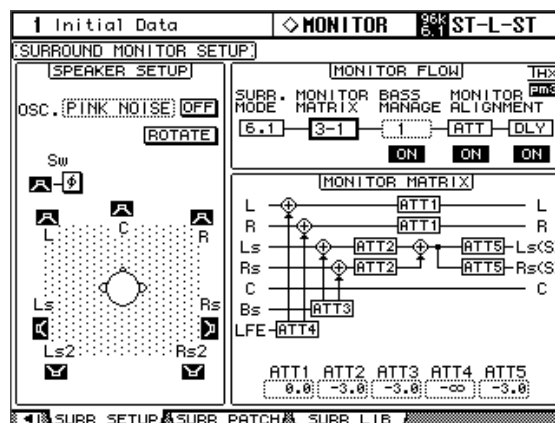 1 Initial Data ◇MONITOR 96k 6.1 ST-L-ST
SURROUND MONITOR SETUP
SPEAKER SETUP
OSC. PINK NOISE OFF
ROTATE
Sw
Φ
L C R
Ls Rs
Ls2 Rs2
MONITOR FLOW
THX
pm3
SURR. MODE MONITOR MATRIX BASS MANAGE MONITOR ALIGNMENT
6.1 3-1 1 ATT DLY
ON ON ON
MONITOR MATRIX
L ATT1 L
R ATT1 R
Ls ATT2 ATT5 Ls(S
Rs ATT2 ATT5 Rs(S
C C
Bs ATT3
LFE ATT4
ATT1 ATT2 ATT3 ATT4 ATT5
0.0 -3.0 -3.0 -∞ -3.0
SURR SETUP SURR PATCH SURR LIB